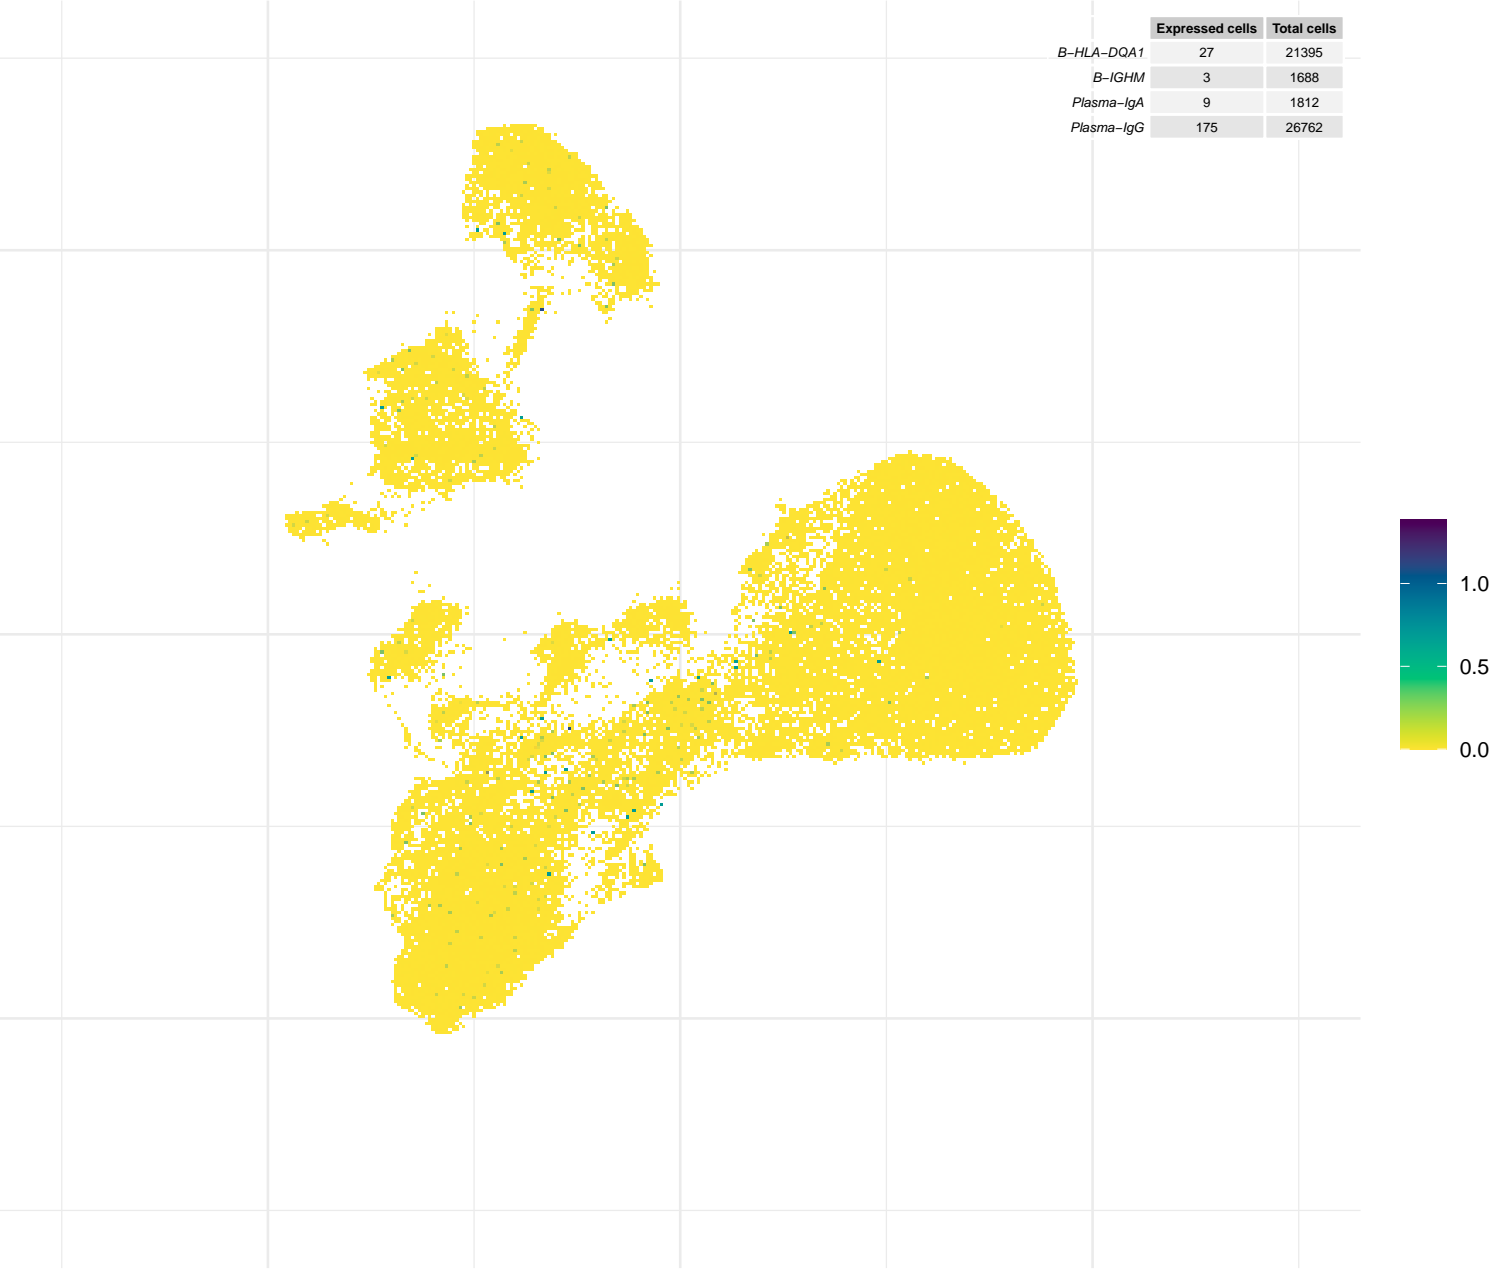 Expressed cells Total cells
B−HLA−DQA1 27 21395
B−IGHM 3 1688
Plasma−IgA 9 1812
Plasma−IgG 175 26762
1.0
0.5
0.0